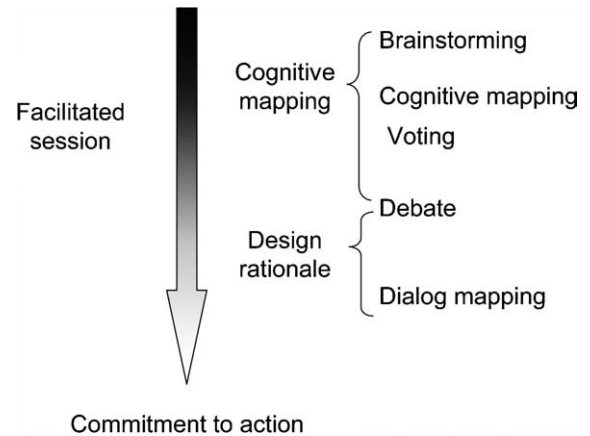 Facilitated
session
Cognitive
mapping
Brainstorming
Cognitive mapping
Voting
Debate
Design
rationale
Dialog mapping
Commitment to action